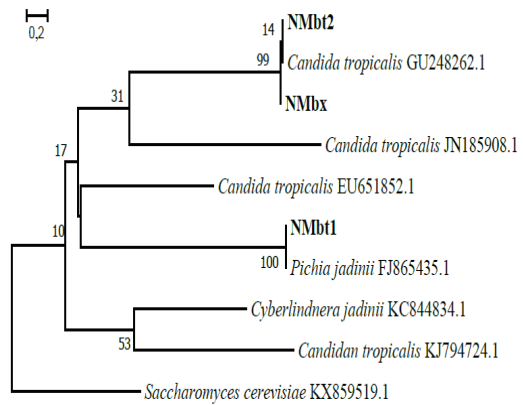 0,2
14
NMbt2
99
Candida tropicalis GU248262.1
NMbx
31
Candida tropicalis JN185908.1
17
Candida tropicalis EU651852.1
NMbt1
10
100
Pichia jadinii FJ865435.1
Cyberlindnera jadinii KC844834.1
53
Candidan tropicalis KJ794724.1
Saccharomyces cerevisiae KX859519.1